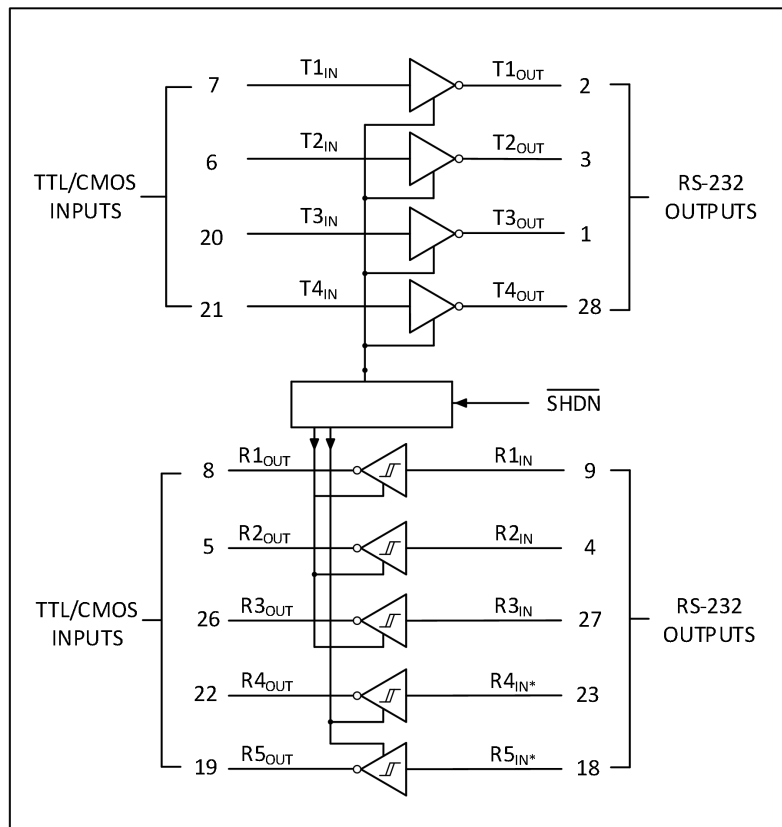 7 T1IN T1OUT 2
6 T2IN T2OUT 3
TTL/CMOS
INPUTS
RS-232
OUTPUTS
20 T3IN T3OUT 1
21 T4IN T4OUT 28
SHDN
8 R1OUT R1IN 9
5 R2OUT R2IN 4
TTL/CMOS
INPUTS
RS-232
OUTPUTS
26 R3OUT R3IN 27
22 R4OUT R4IN* 23
19 R5OUT R5IN* 18